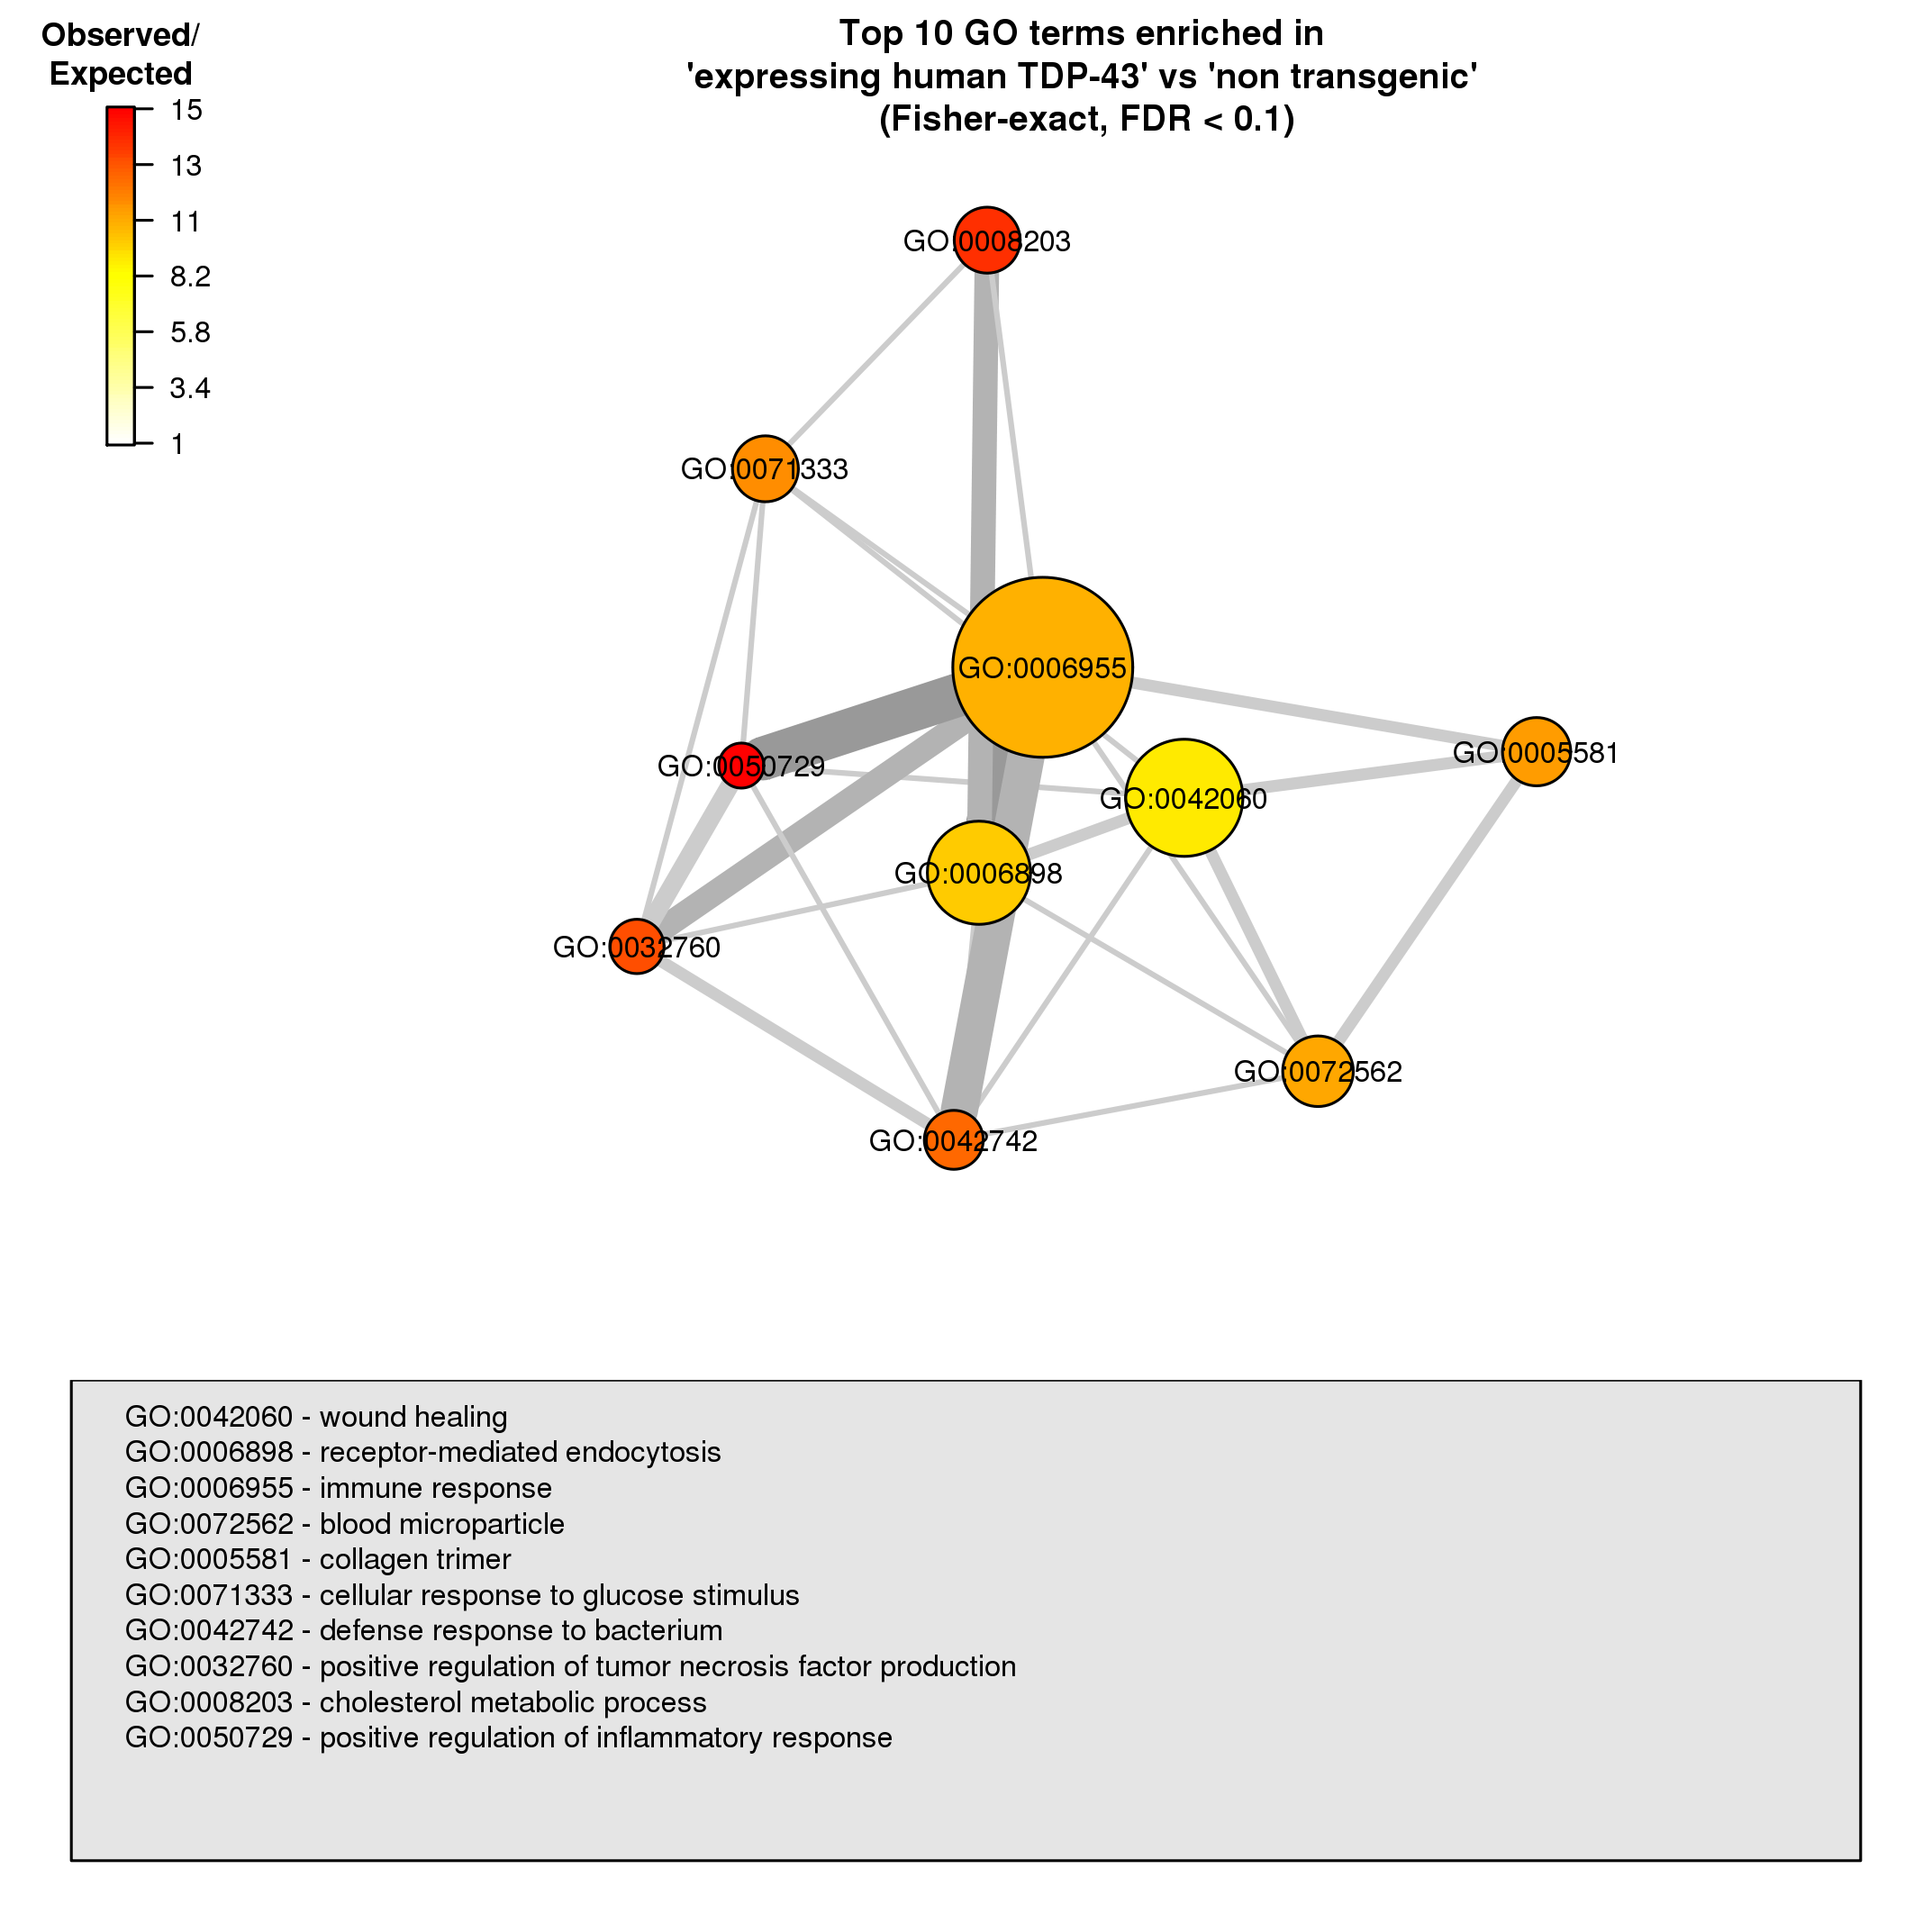 Observed/
Expected
15
13
11
8.2
5.8
3.4
1
Top 10 GO terms enriched in
'expressing human TDP-43' vs 'non transgenic'
(Fisher-exact, FDR < 0.1)
GO:0008203
GO:0071333
GO:0006955
GO:0050729
GO:0005581
GO:0042060
GO:0006898
GO:0032760
GO:0072562
GO:0042742
GO:0042060 - wound healing
GO:0006898 - receptor-mediated endocytosis
GO:0006955 - immune response
GO:0072562 - blood microparticle
GO:0005581 - collagen trimer
GO:0071333 - cellular response to glucose stimulus
GO:0042742 - defense response to bacterium
GO:0032760 - positive regulation of tumor necrosis factor production
GO:0008203 - cholesterol metabolic process
GO:0050729 - positive regulation of inflammatory response